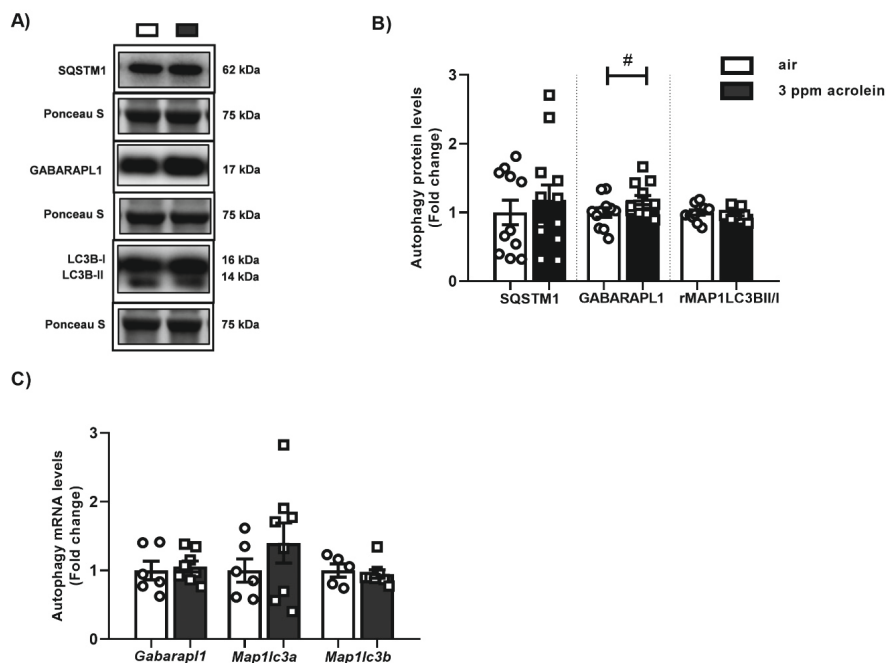 A)
SQSTM1 62 kDa
Ponceau S 75 kDa
GABARAPL1 17 kDa
Ponceau S 75 kDa
LC3B-I 16 kDa
LC3B-II 14 kDa
Ponceau S 75 kDa
B)
air
3 ppm acrolein
#
Autophagy protein levels
(Fold change)
3
2
1
0
SQSTM1 GABARAPL1 rMAP1LC3BII/I
C)
Autophagy mRNA levels
(Fold change)
3
2
1
0
Gabarapl1 Map1lc3a Map1lc3b